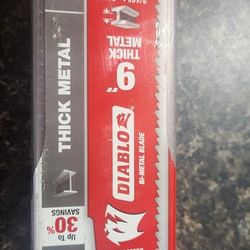 THICK METAL
Up To
30%
SAVINGS
9"
THICK
METAL
DIABLO
BI-METAL BLADE